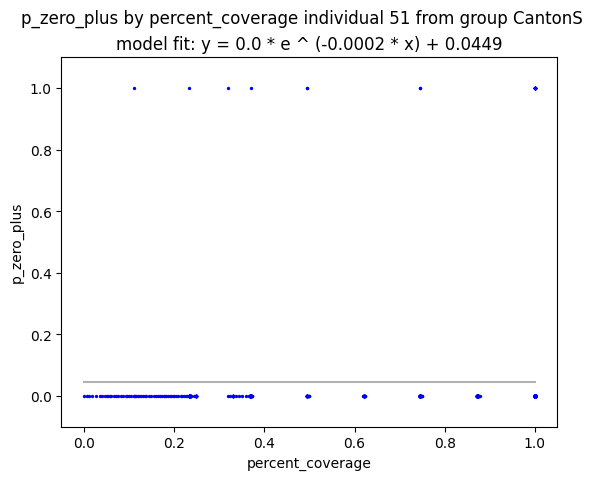 p_zero_plus by percent_coverage individual 51 from group CantonS
model fit: y = 0.0 * e ^ (-0.0002 * x) + 0.0449
1.0
0.8
0.6
0.4
0.2
0.0
p_zero_plus
0.0 0.2 0.4 0.6 0.8 1.0
percent_coverage